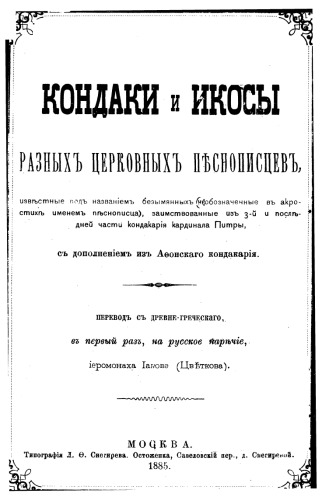 КОНДАКИ И ИКОСЫ
РАЗНЫХЪ ЦЕРКОВНЫХЪ ПѢСНОПИСЦЕВЪ,
извѣстные подъ названіемъ безымянныхъ (необозначенные въ акро-
стихѣ именемъ пѣснописца), заимствованные изъ 3-й и послѣд-
ней части кондакарія кардинала Питры,
съ дополненіемъ изъ Аѳонскаго кондакарія.
ПЕРЕВОДЪ СЪ ДРЕВНЕ-ГРЕЧЕСКАГО,
въ первый разъ, на русское нарѣчіе,
іеромонаха Іакова (Цвѣткова).
МОСКВА.
Типографія Л. Ѳ. Снегирева. Остоженка, Савеловскій пер., д. Снегиревой.
1885.